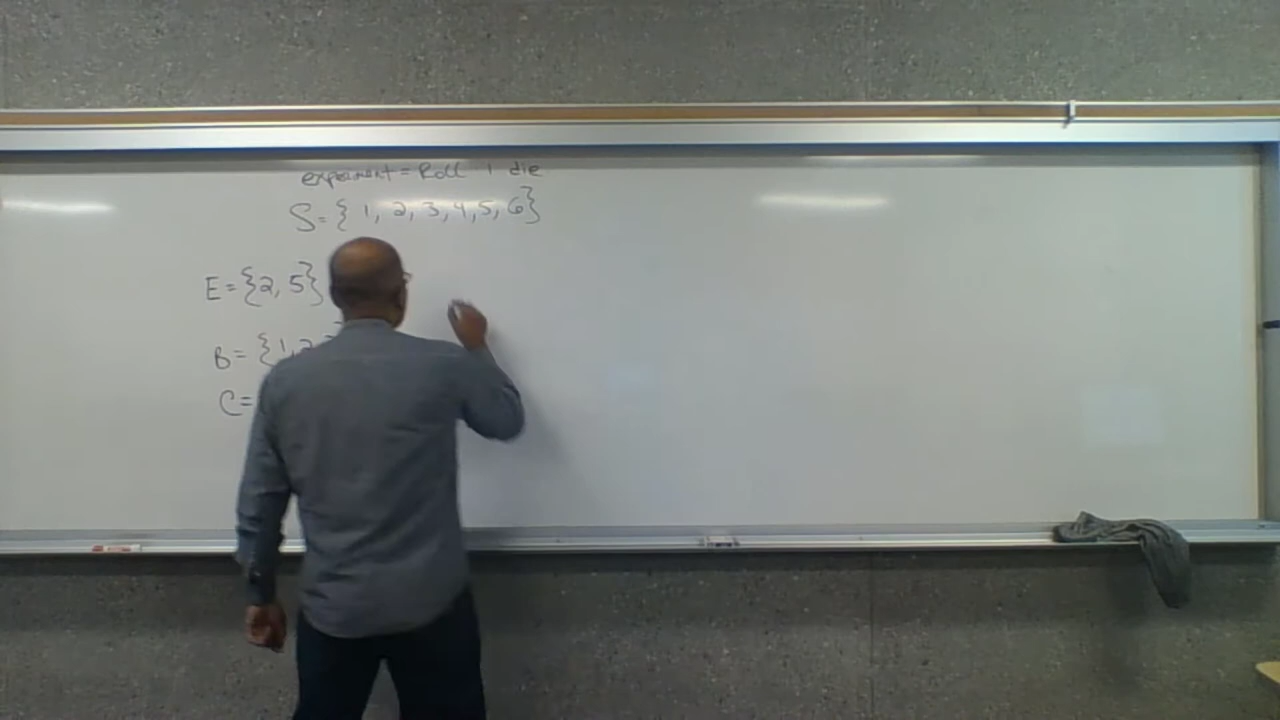 experiment = Roll 1 die
S = { 1, 2, 3, 4, 5, 6}
E = {2, 5}
B = {1, 2,
C =